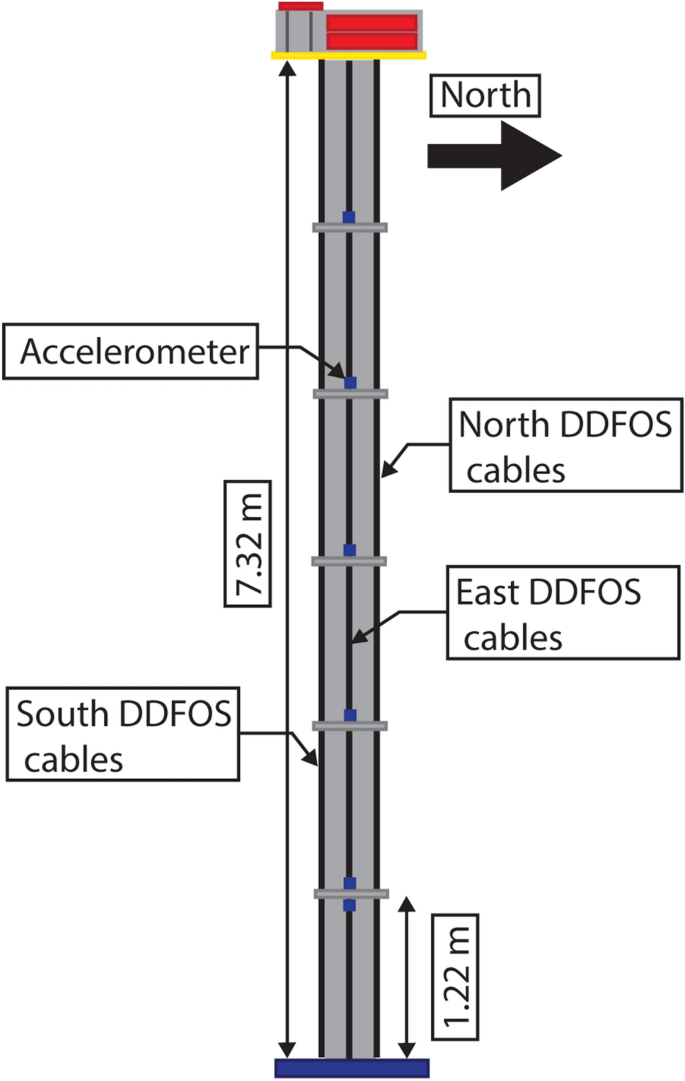 North
Accelerometer
North DDFOS
cables
7.32 m
East DDFOS
cables
South DDFOS
cables
1.22 m